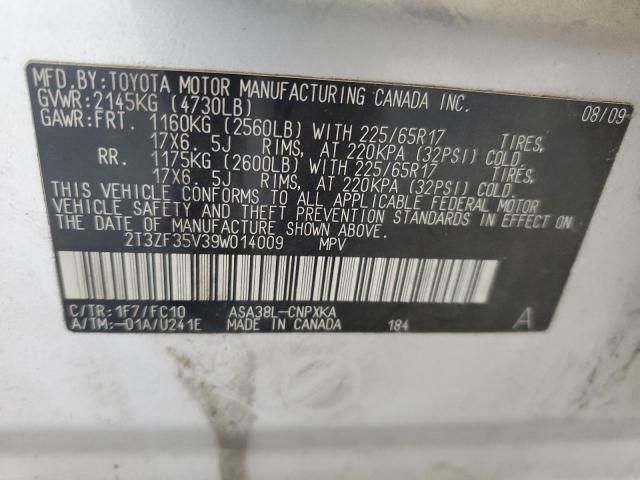 MFD.BY:TOYOTA MOTOR MANUFACTURING CANADA INC. 08/09
GVWR:2145KG (4730LB)
GAWR:FRT. 1160KG (2560LB) WITH 225/65R17 TIRES,
17X6.5J RIMS, AT 220KPA (32PSI) COLD.
RR. 1175KG (2600LB) WITH 225/65R17 TIRES,
17X6.5J RIMS, AT 220KPA (32PSI) COLD.
THIS VEHICLE CONFORMS TO ALL APPLICABLE FEDERAL MOTOR
VEHICLE SAFETY AND THEFT PREVENTION STANDARDS IN EFFECT ON
THE DATE OF MANUFACTURE SHOWN ABOVE.
2T3ZF35V39W014009 MPV
C/TR:1F7/FC10 ASA38L-CNPXKA
A/TM:-01A/U241E MADE IN CANADA 184 A